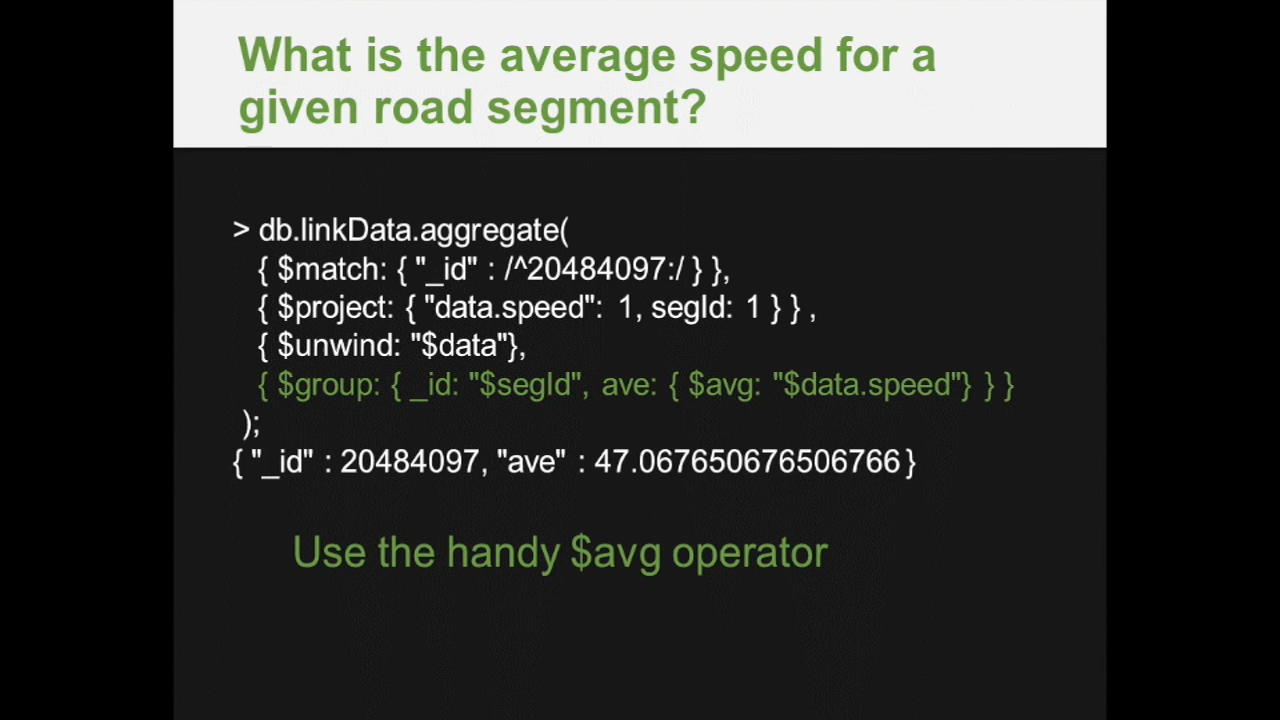 What is the average speed for a
given road segment?
> db.linkData.aggregate(
{ $match: { "_id" : /^20484097:/ } },
{ $project: { "data.speed": 1, segId: 1 } } ,
{ $unwind: "$data"},
{ $group: { _id: "$segId", ave: { $avg: "$data.speed"} } }
);
{ "_id" : 20484097, "ave" : 47.067650676506766 }
Use the handy $avg operator